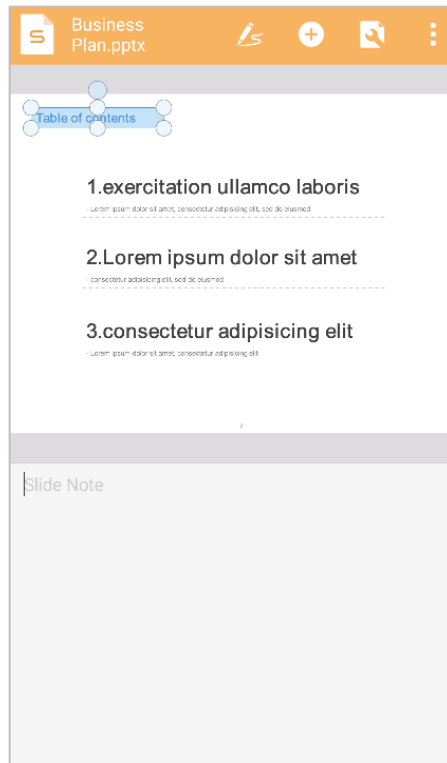 Business
Plan.pptx
Table of contents
1.exercitation ullamco laboris
- Lorem ipsum dolor sit amet, consectetur adipisicing elit, sed do eiusmod
2.Lorem ipsum dolor sit amet
- consectetur adipisicing elit, sed do eiusmod
3.consectetur adipisicing elit
- Lorem ipsum dolor sit amet, consectetur adipisicing elit
Slide Note